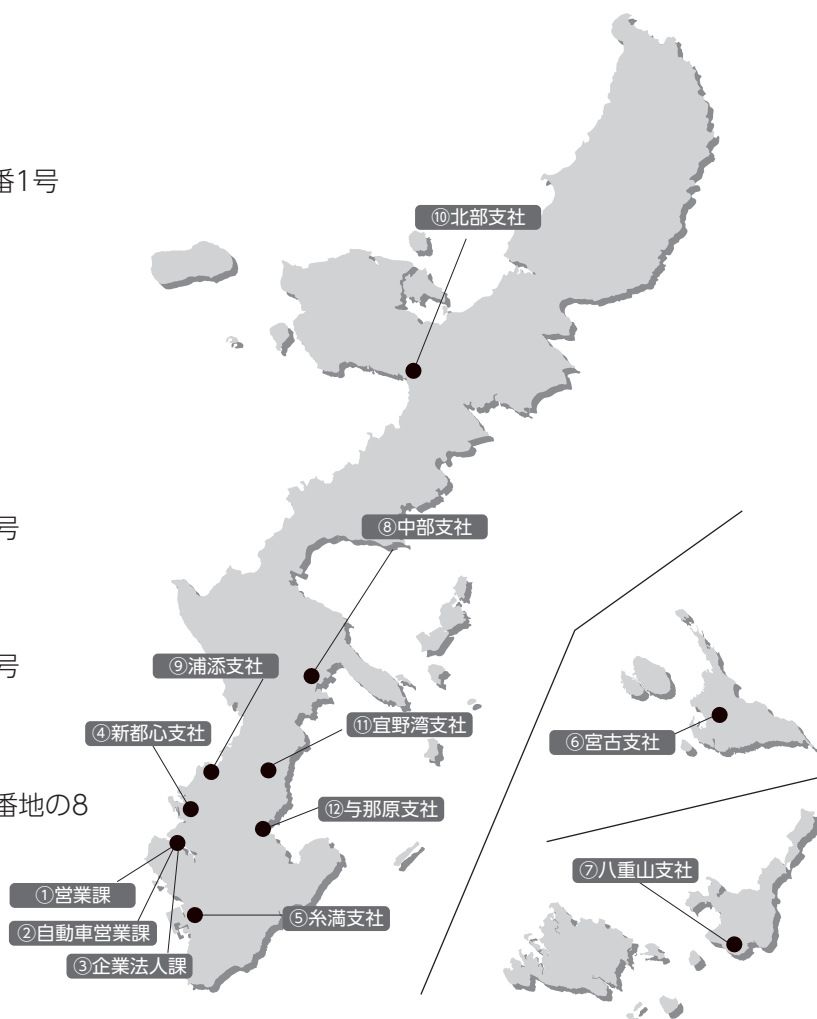 番1号
⑩北部支社
号
⑧中部支社
号
⑨浦添支社
④新都心支社
⑪宜野湾支社
⑥宮古支社
番地の8
⑫与那原支社
⑦八重山支社
①営業課
⑤糸満支社
②自動車営業課
③企業法人課